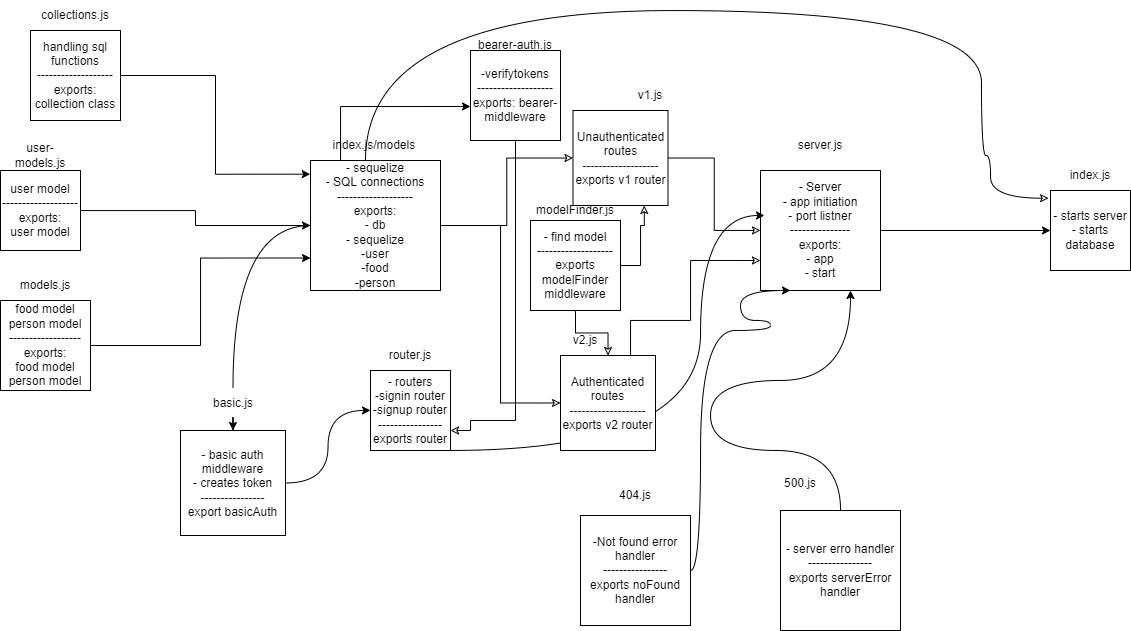 collections.js
handling sql
functions
-------------------
exports:
collection class
user-
models.js
user model
-------------------
exports:
user model
models.js
food model
person model
------------------
exports:
food model
person model
index.js/models
- sequelize
- SQL connections
-------------------
exports:
- db
- sequelize
-user
-food
-person
bearer-auth.js
-verifytokens
-------------------
exports: bearer-
middleware
v1.js
Unauthenticated
routes
-------------------
exports v1 router
modelFinder.js
- find model
-------------------
exports
modelFinder
middleware
v2.js
Authenticated
routes
-------------------
exports v2 router
router.js
- routers
-signin router
-signup router
----------------
exports router
basic.js
- basic auth
middleware
- creates token
----------------
export basicAuth
server.js
- Server
- app initiation
- port listner
---------------
exports:
- app
- start
index.js
- starts server
- starts
database
404.js
-Not found error
handler
----------------
exports noFound
handler
500.js
- server erro handler
----------------
exports serverError
handler